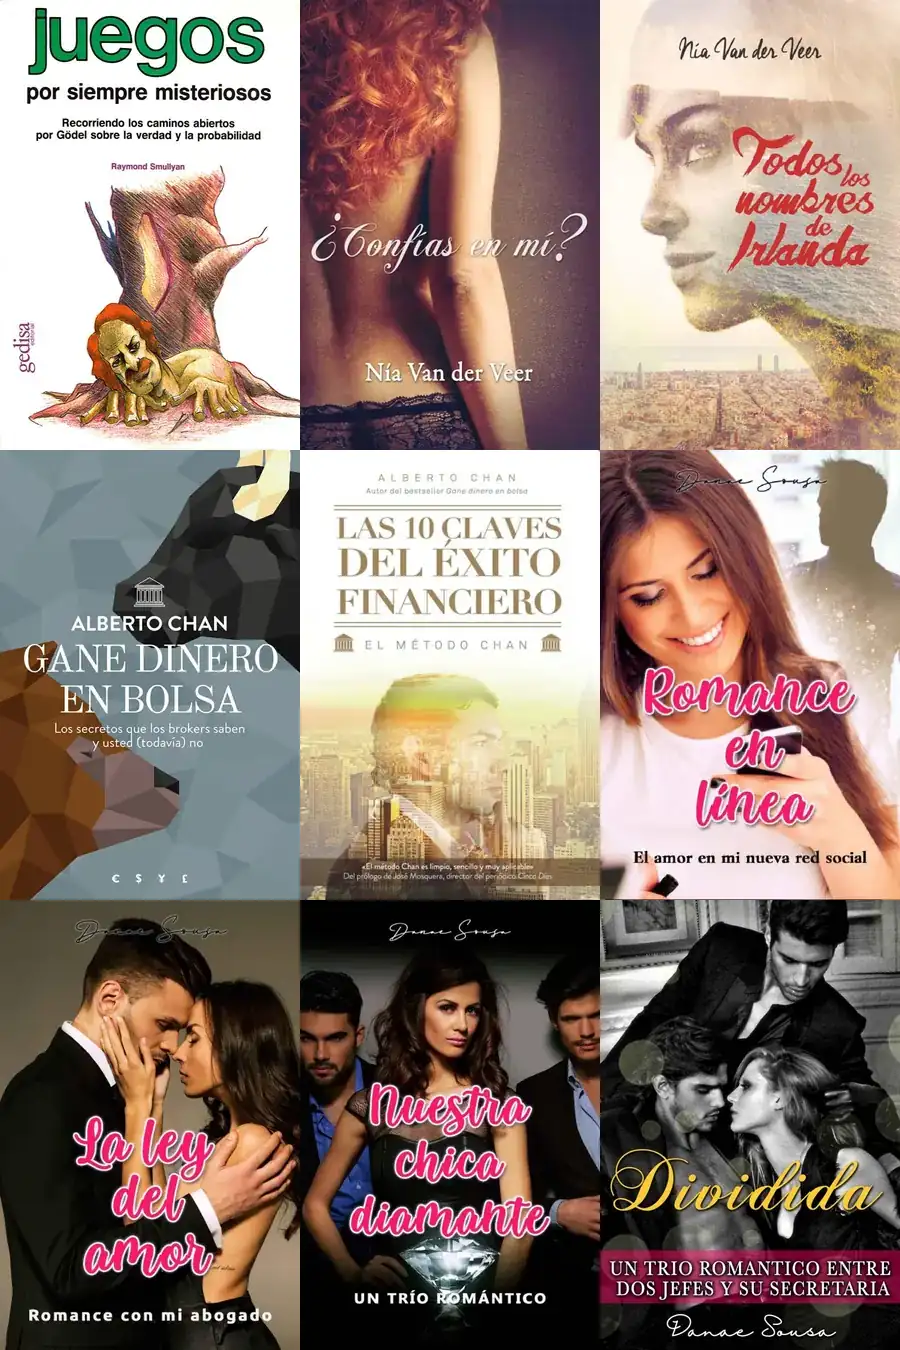 juegos
por siempre misteriosos
Recorriendo los caminos abiertos
por Gödel sobre la verdad y la probabilidad
Raymond Smullyan
gedisa
editorial
¿Confías en mí?
Nía Van der Veer
Nía Van der Veer
Todos los
nombres
de
Irlanda
ALBERTO CHAN
GANE DINERO
EN BOLSA
Los secretos que los brokers saben
y usted (todavía) no
€ $ ¥ £
ALBERTO CHAN
Autor del bestseller Gane dinero en bolsa
LAS 10 CLAVES
DEL ÉXITO
FINANCIERO
EL MÉTODO CHAN
«El método Chan es limpio, sencillo y muy aplicable»
Del prólogo de José Mosquera, director del periódico Cinco Días
Danae Sousa
Romance
en
línea
El amor en mi nueva red social
Danae Sousa
La ley
del
amor
Romance con mi abogado
Danae Sousa
Nuestra
chica
diamante
UN TRÍO ROMÁNTICO
Dividida
UN TRIO ROMANTICO ENTRE
DOS JEFES Y SU SECRETARIA
Danae Sousa